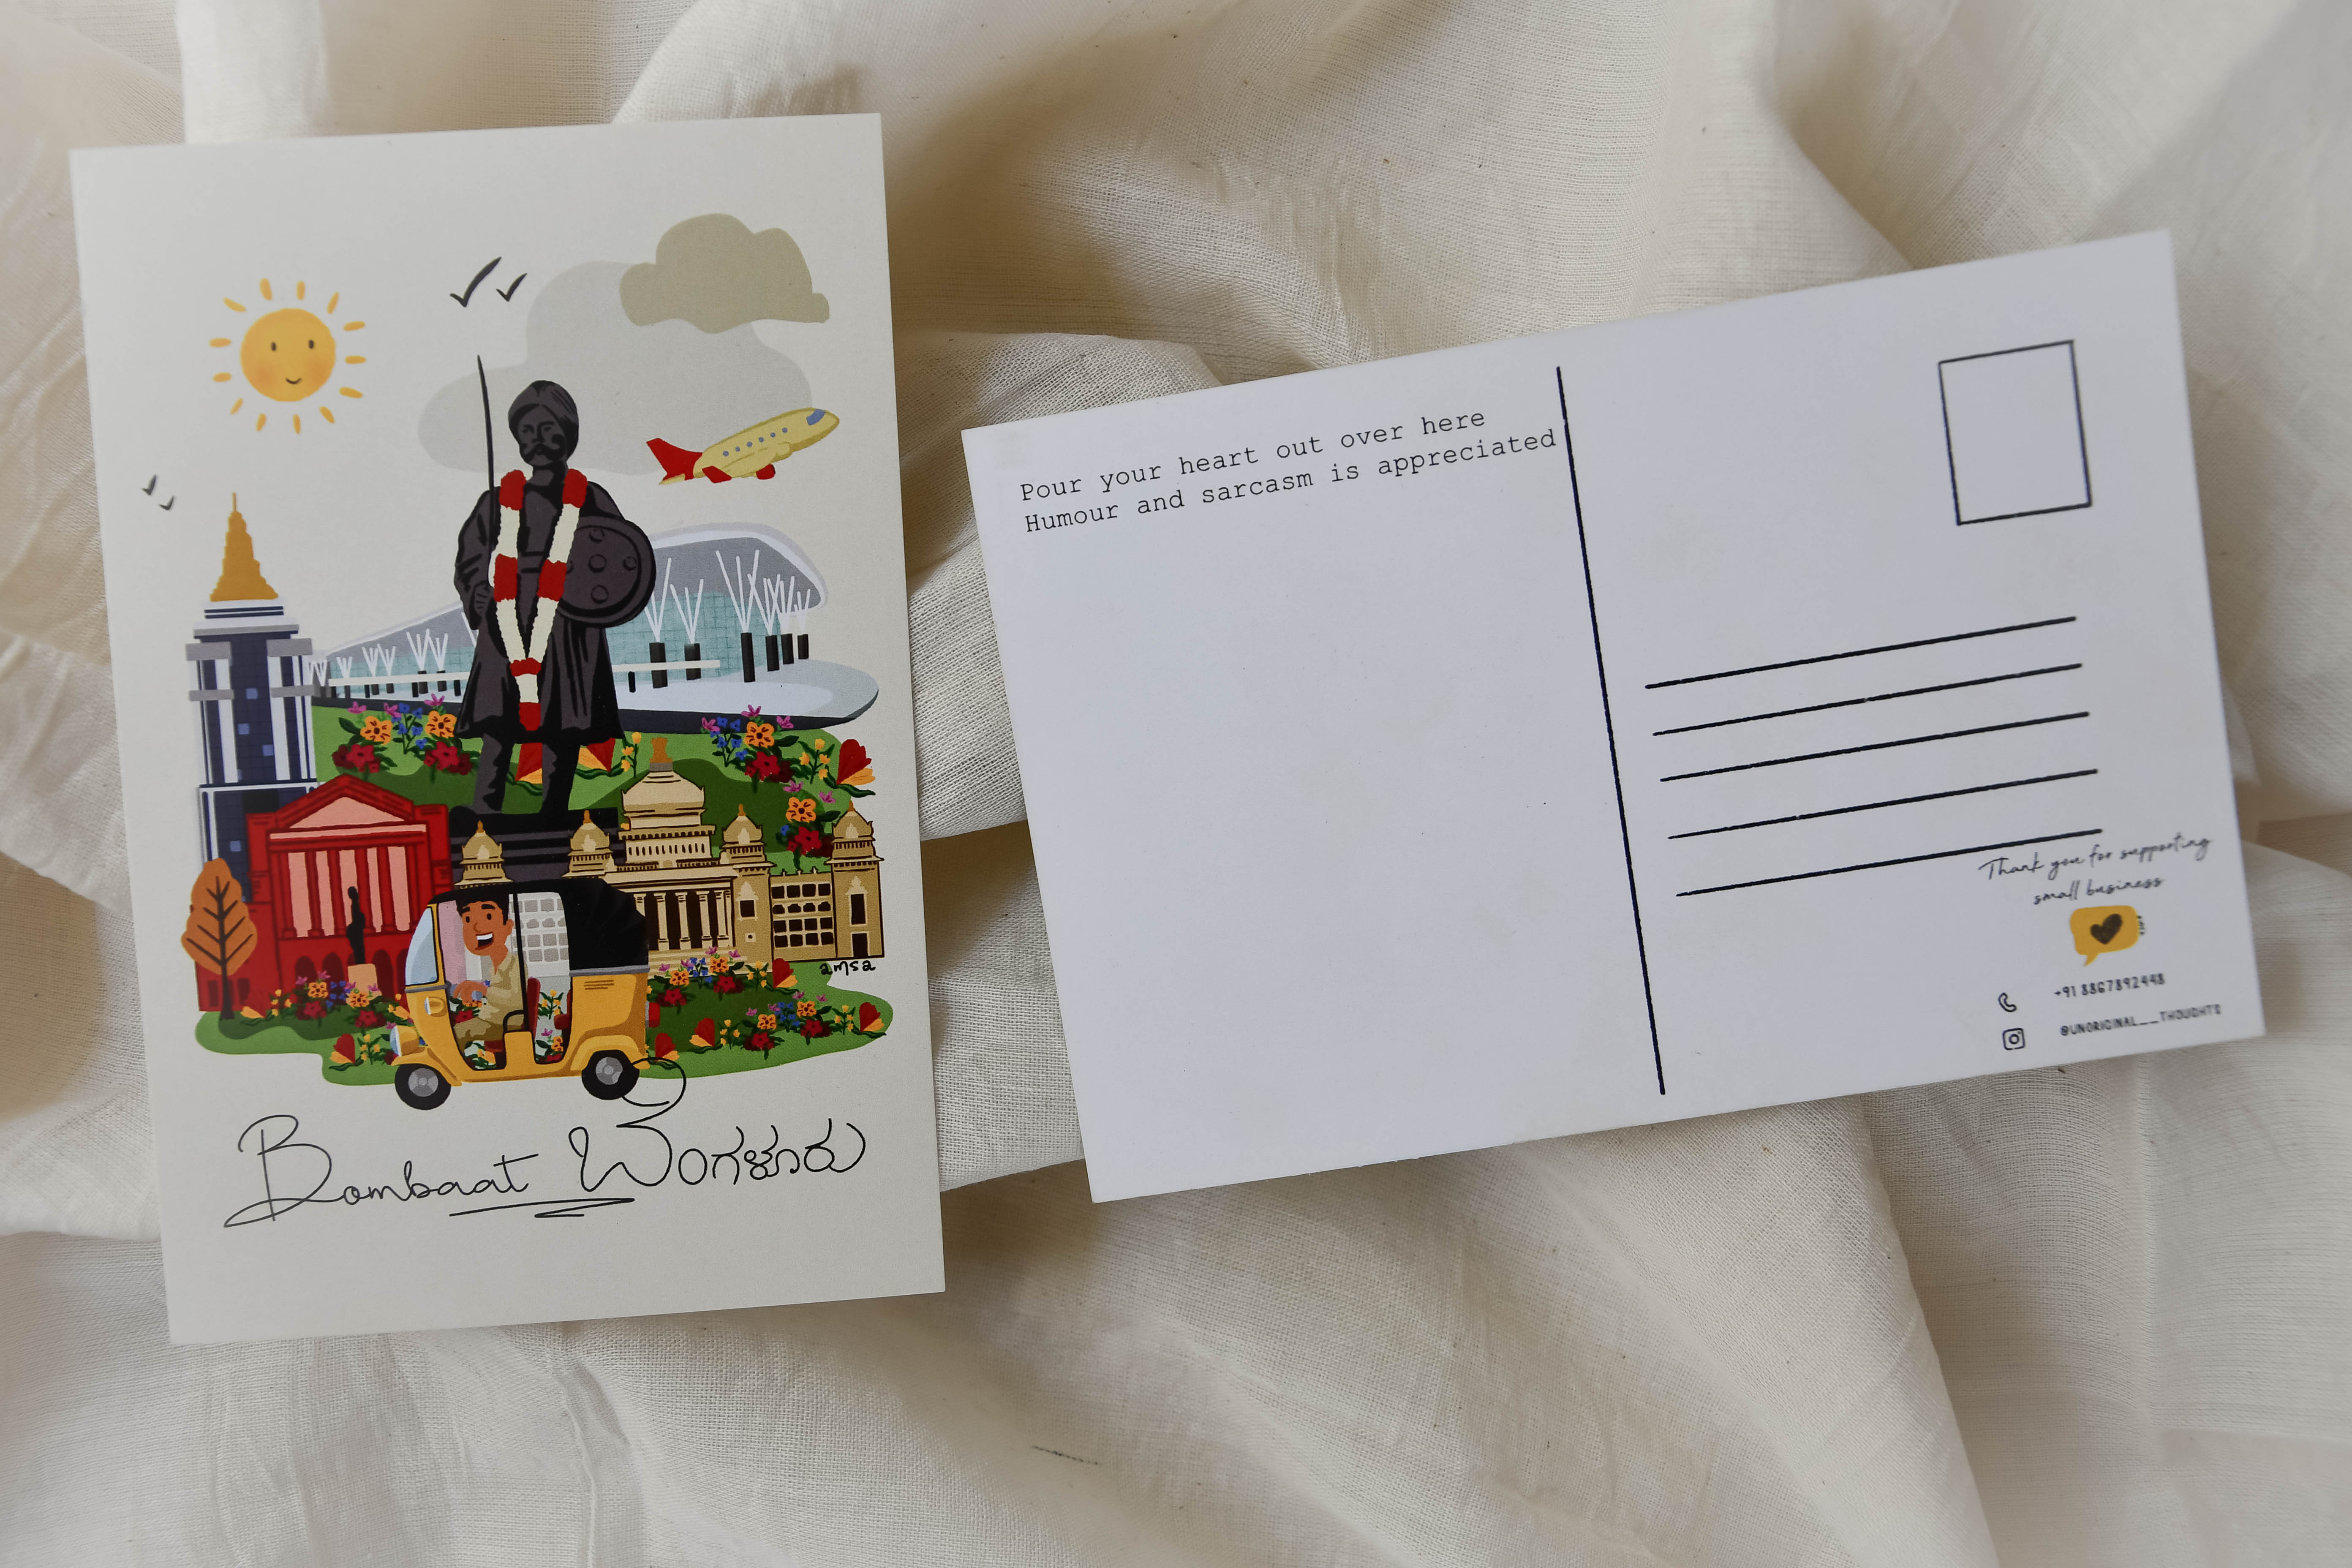 amsa
Bombaat ಬೆಂಗಳೂರು
Pour your heart out over here
Humour and sarcasm is appreciated
Thank you for supporting
small business
+91 8867892448
@UNORIGINAL__THOUGHTS